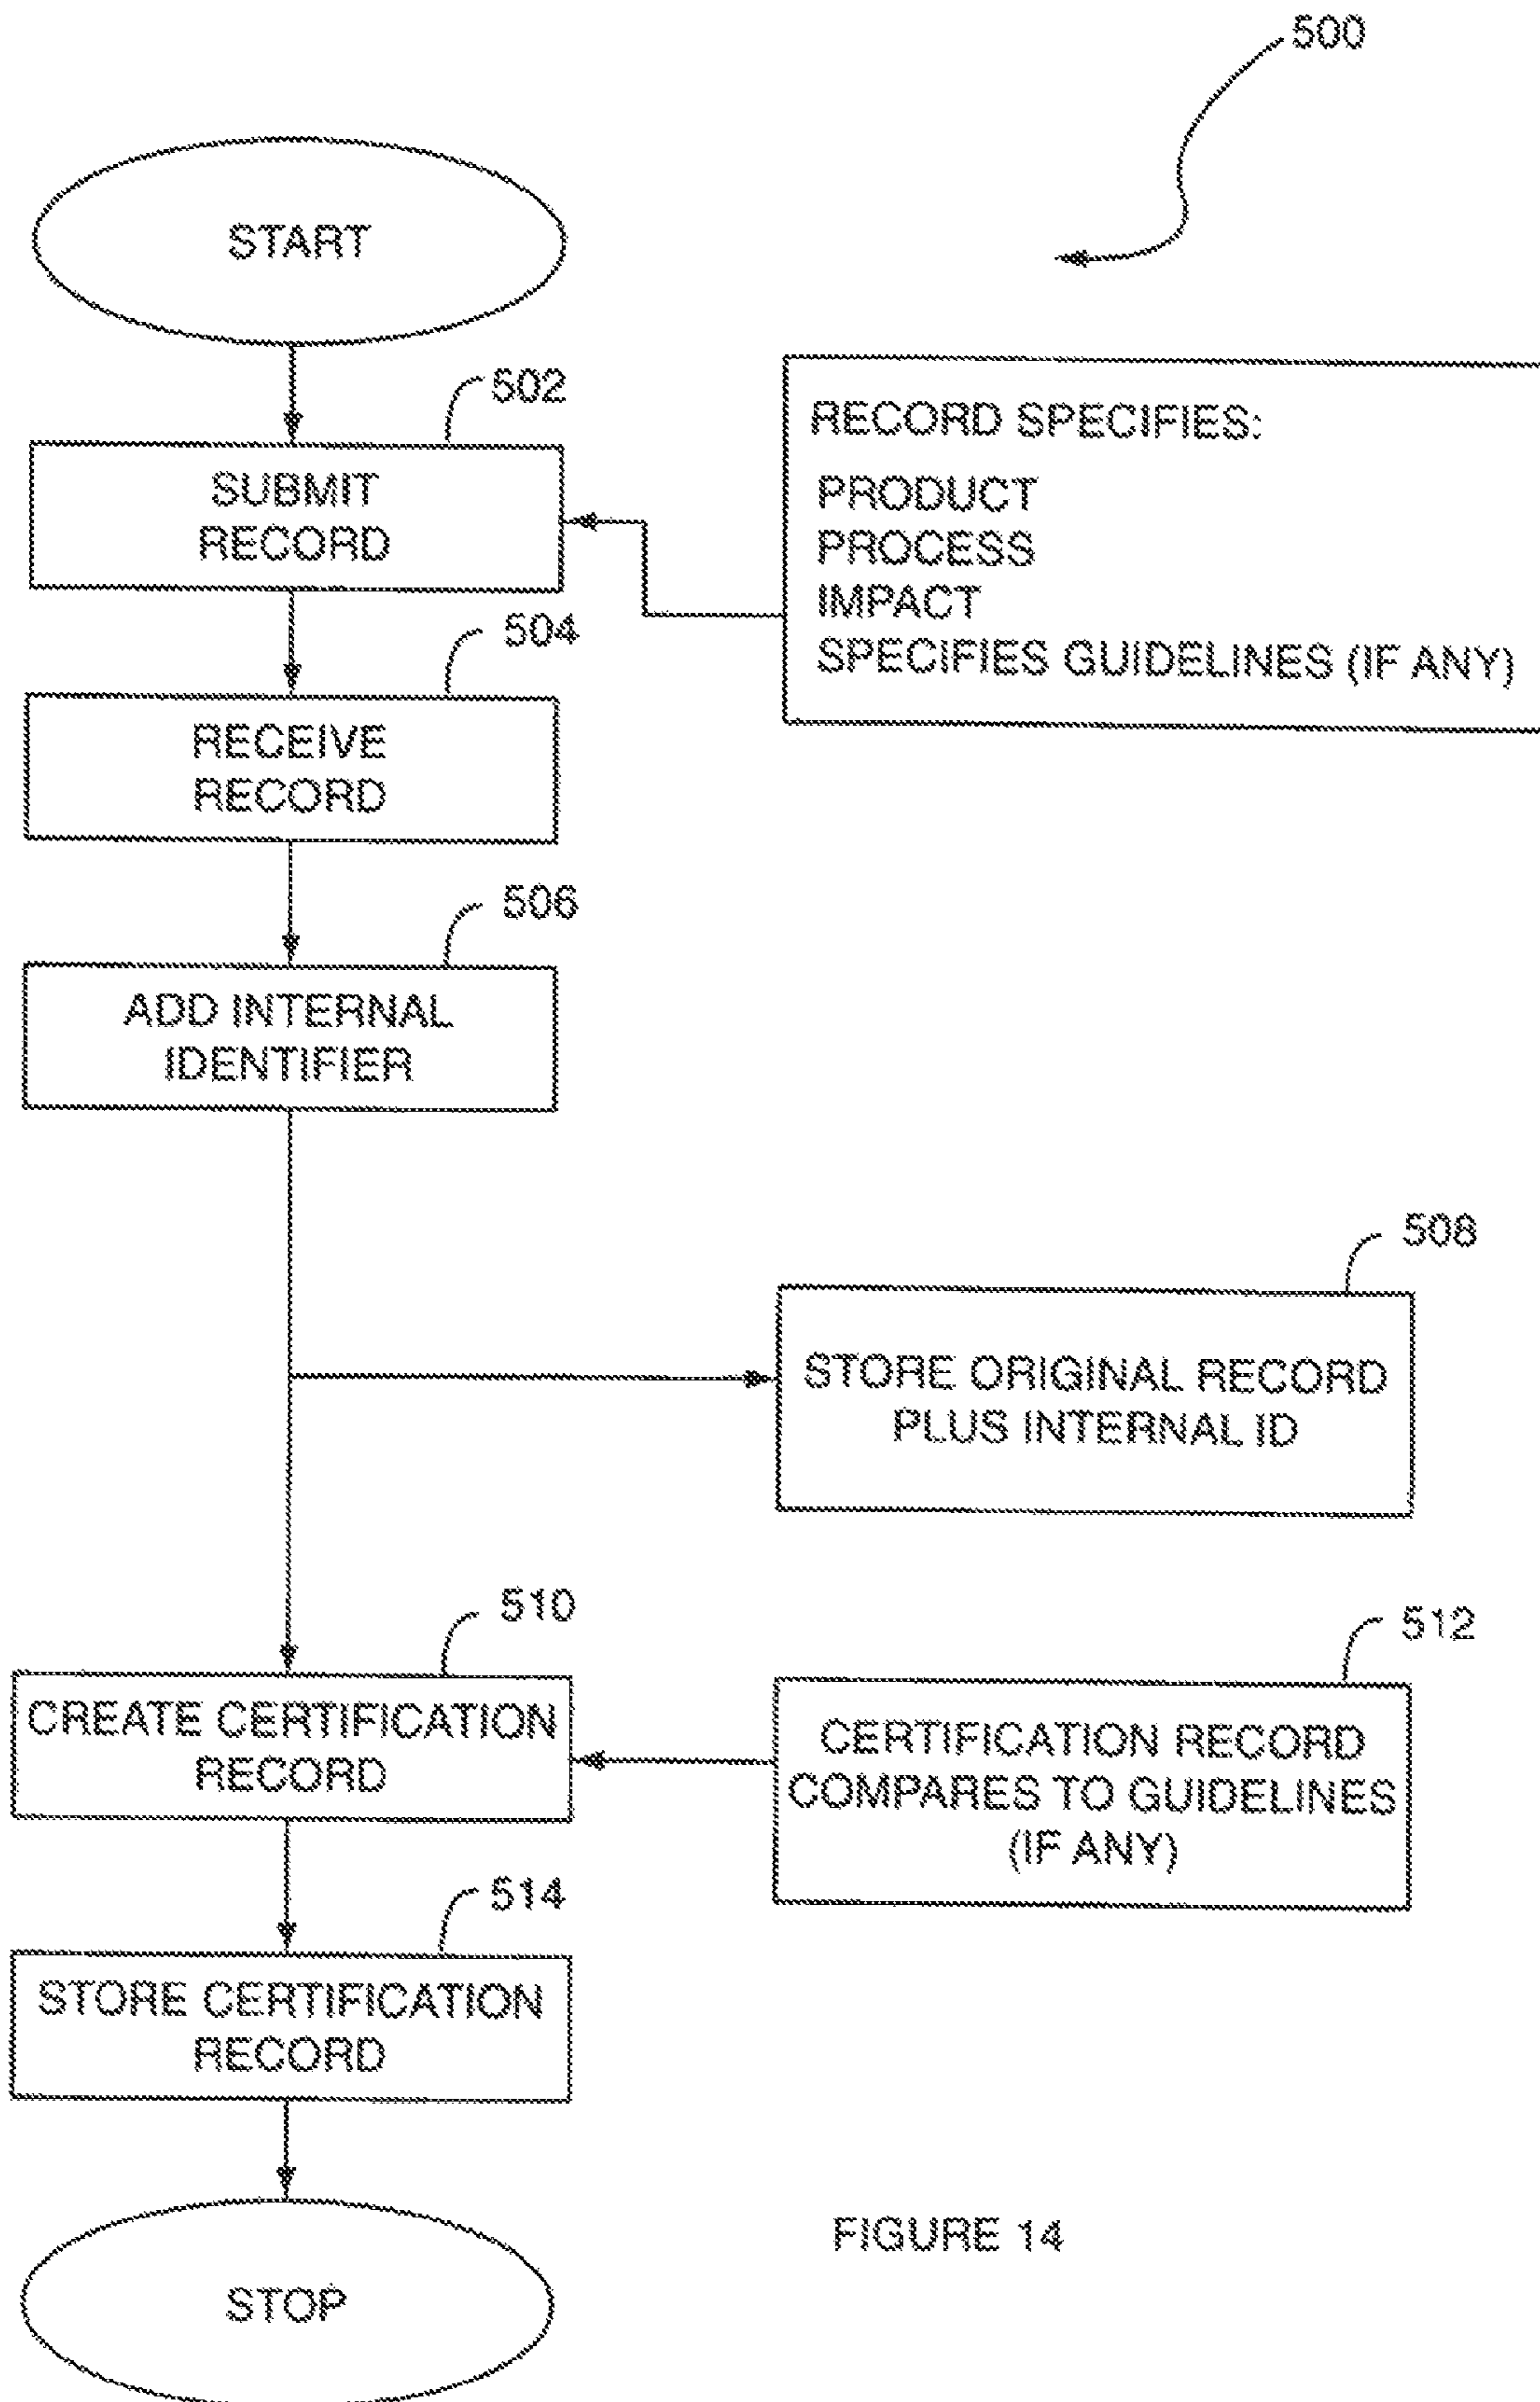 500
START
502
SUBMIT
RECORD
RECORD SPECIFIES:
PRODUCT
PROCESS
IMPACT
SPECIFIES GUIDELINES (IF ANY)
504
RECEIVE
RECORD
506
ADD INTERNAL
IDENTIFIER
508
STORE ORIGINAL RECORD
PLUS INTERNAL ID
510
CREATE CERTIFICATION
RECORD
512
CERTIFICATION RECORD
COMPARES TO GUIDELINES
(IF ANY)
514
STORE CERTIFICATION
RECORD
STOP
FIGURE 14